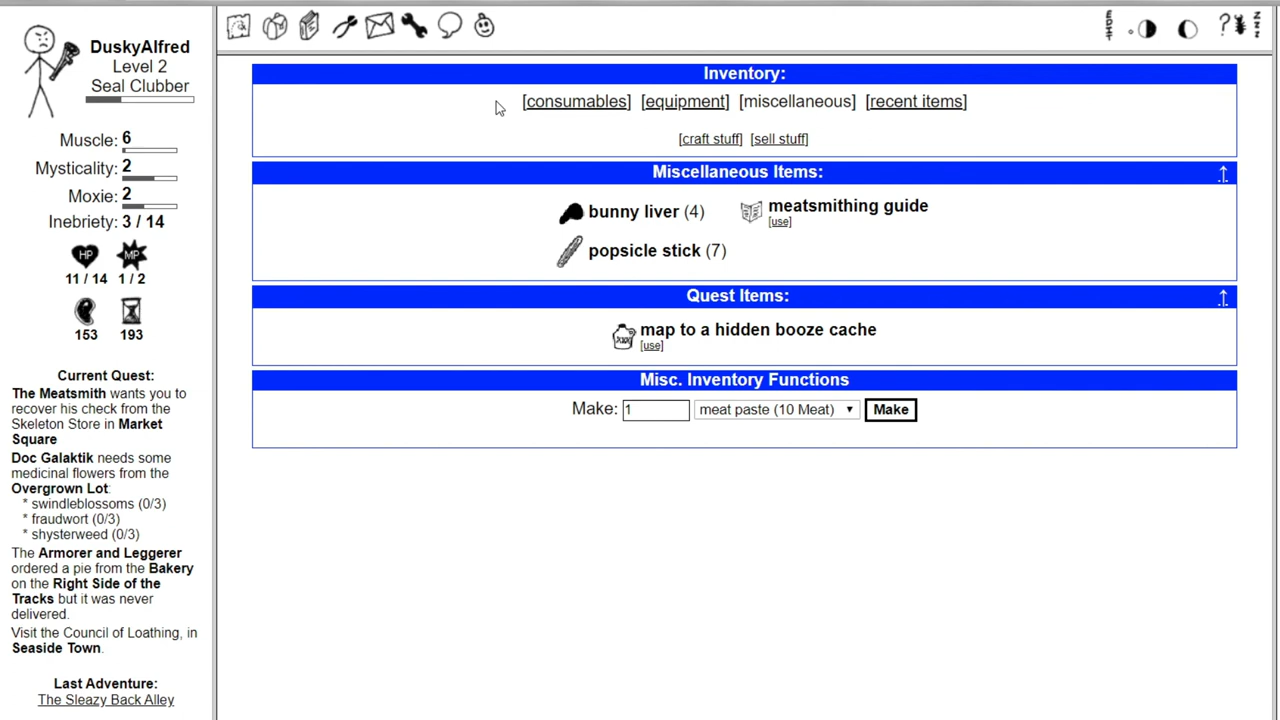 DuskyAlfred
Level 2
Seal Clubber
Muscle: 6
Mysticality: 2
Moxie: 2
Inebriety: 3 / 14
HP MP
11 / 14 1 / 2
153 193
Current Quest:
The Meatsmith wants you to
recover his check from the
Skeleton Store in Market
Square
Doc Galaktik needs some
medicinal flowers from the
Overgrown Lot:
* swindleblossoms (0/3)
* fraudwort (0/3)
* shysterweed (0/3)
The Armorer and Leggerer
ordered a pie from the Bakery
on the Right Side of the
Tracks but it was never
delivered.
Visit the Council of Loathing, in
Seaside Town.
Last Adventure:
The Sleazy Back Alley
EDIT
?
ZZZ
Inventory:
[consumables] [equipment] [miscellaneous] [recent items]
[craft stuff] [sell stuff]
Miscellaneous Items: ↑
bunny liver (4) meatsmithing guide
[use]
popsicle stick (7)
Quest Items: ↑
map to a hidden booze cache
[use]
Misc. Inventory Functions
Make: 1 meat paste (10 Meat) ▼ Make